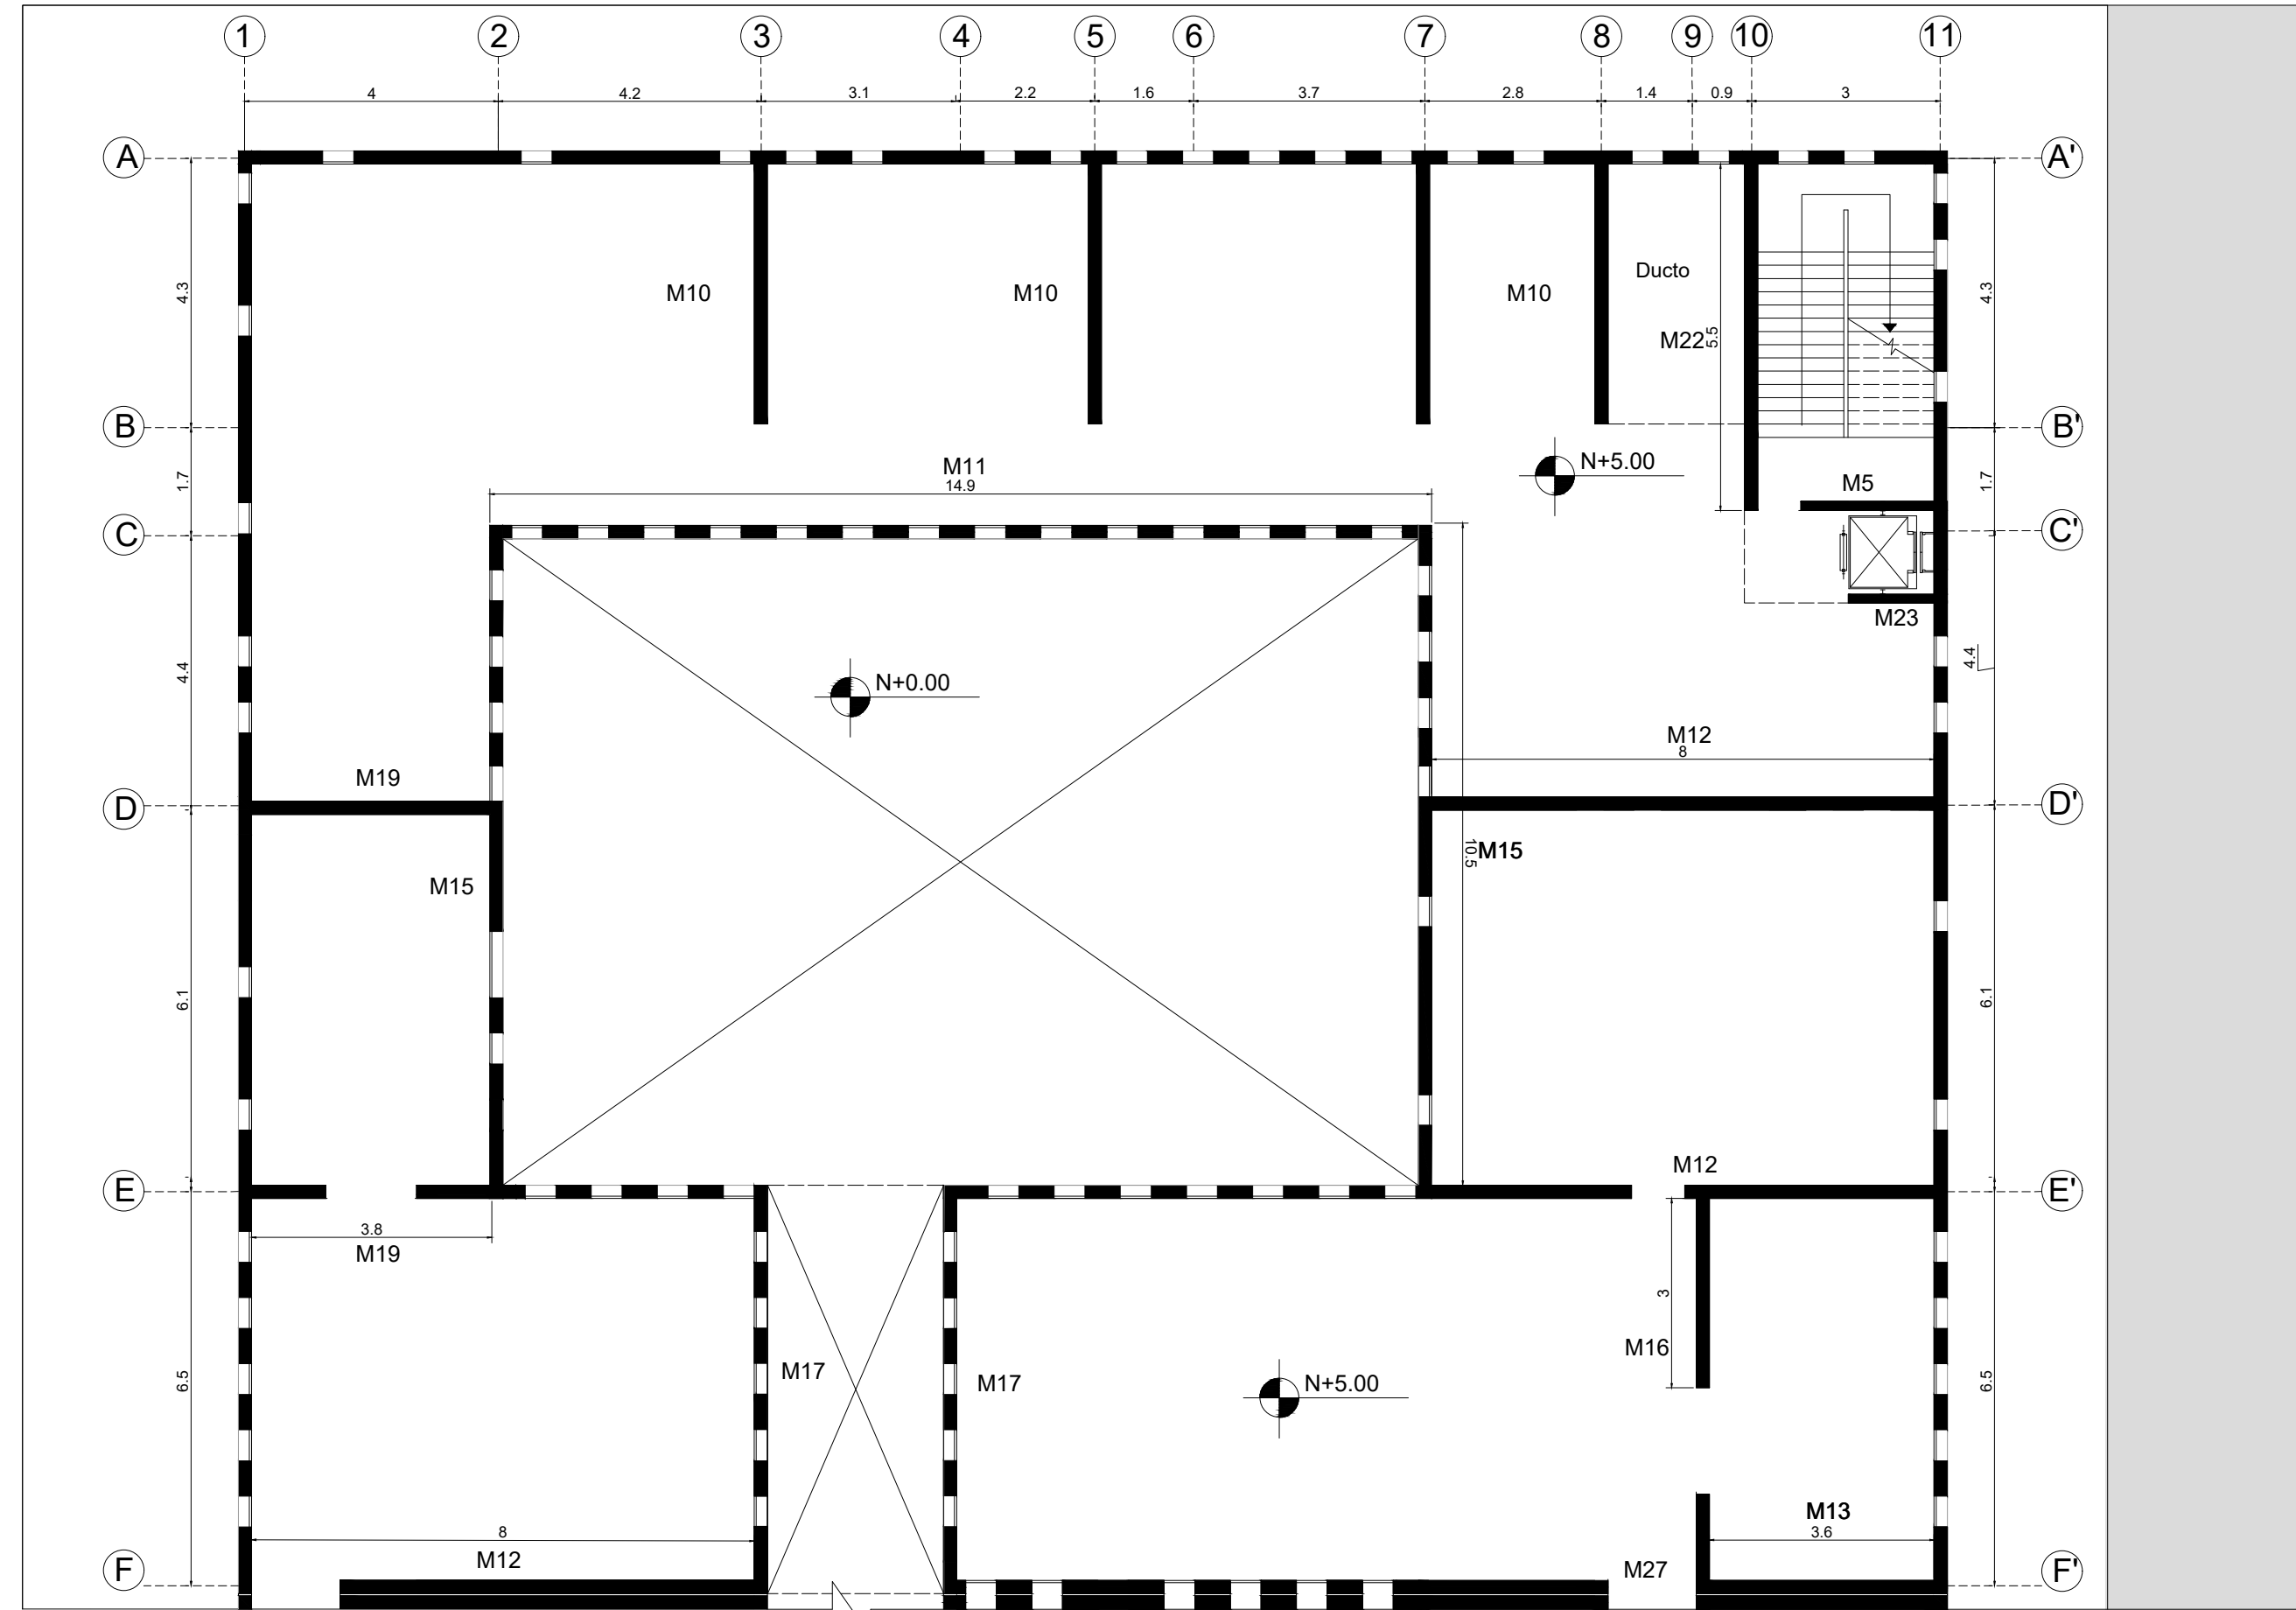 1 2 3 4 5 6 7 8 9 10 11
4 4.2 3.1 2.2 1.6 3.7 2.8 1.4 0.9 3
A A'
Ducto
4.3 M10 M10 M10 4.3
M22 5.5
B B'
M11 N+5.00
1.7 14.9 M5 1.7
C C'
M23
4.4 N+0.00 4.4
M12
8
M19
D D'
10.5 M15
M15
6.1 6.1
M12
E E'
3.8
M19
3
M16
6.5 M17 M17 N+5.00 6.5
M13
8 3.6
M12
F M27 F'